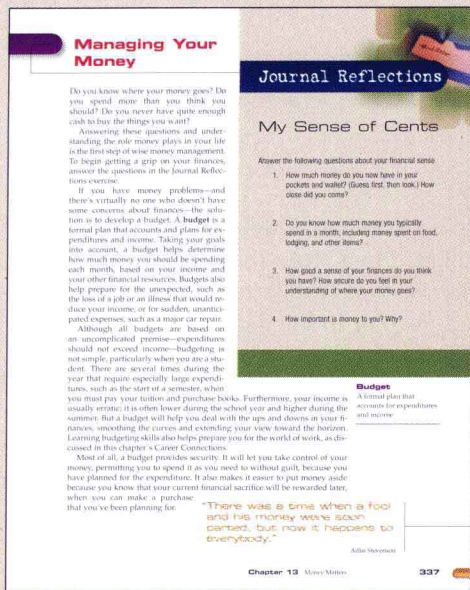 Managing Your
Money
Do you know where your money goes? Do
you spend more than you think you
should? Do you never have quite enough
cash to buy the things you want?
Answering these questions and under-
standing the role money plays in your life
is the first step of wise money management.
To begin getting a grip on your finances,
answer the questions in the Journal Reflec-
tions exercise.
If you have money problems—and
there's virtually no one who doesn't have
some concerns about finances—the solu-
tion is to develop a budget. A budget is a
formal plan that accounts and plans for ex-
penditures and income. Taking your goals
into account, a budget helps determine
how much money you should be spending
each month, based on your income and
your other financial resources. Budgets also
help prepare for the unexpected, such as
the loss of a job or an illness that would re-
duce your income, or for sudden, unantici-
pated expenses, such as a major car repair.
Although all budgets are based on
an uncomplicated premise—expenditures
should not exceed income—budgeting is
not simple, particularly when you are a stu-
dent. There are several times during the
year that require especially large expendi-
tures, such as the start of a semester, when
you must pay your tuition and purchase books. Furthermore, your income is
usually erratic; it is often lower during the school year and higher during the
summer. But a budget will help you deal with the ups and downs in your fi-
nances, smoothing the curves and extending your view toward the horizon.
Learning budgeting skills also helps prepare you for the world of work, as dis-
cussed in this chapter's Career Connections.
Most of all, a budget provides security. It will let you take control of your
money, permitting you to spend it as you need to without guilt, because you
have planned for the expenditure. It also makes it easier to put money aside
because you know that your current financial sacrifice will be rewarded later,
when you can make a purchase
that you've been planning for.
Journal Reflections
My Sense of Cents
Answer the following questions about your financial sense.
1. How much money do you now have in your
pockets and wallet? (Guess first, then look.) How
close did you come?
2. Do you know how much money you typically
spend in a month, including money spent on food,
lodging, and other items?
3. How good a sense of your finances do you think
you have? How secure do you feel in your
understanding of where your money goes?
4. How important is money to you? Why?
Budget
A formal plan that
accounts for expenditures
and income
"There was a time when a fool
and his money were soon
parted, but now it happens to
everybody."
Adlai Stevenson
Chapter 13 Money Matters 337